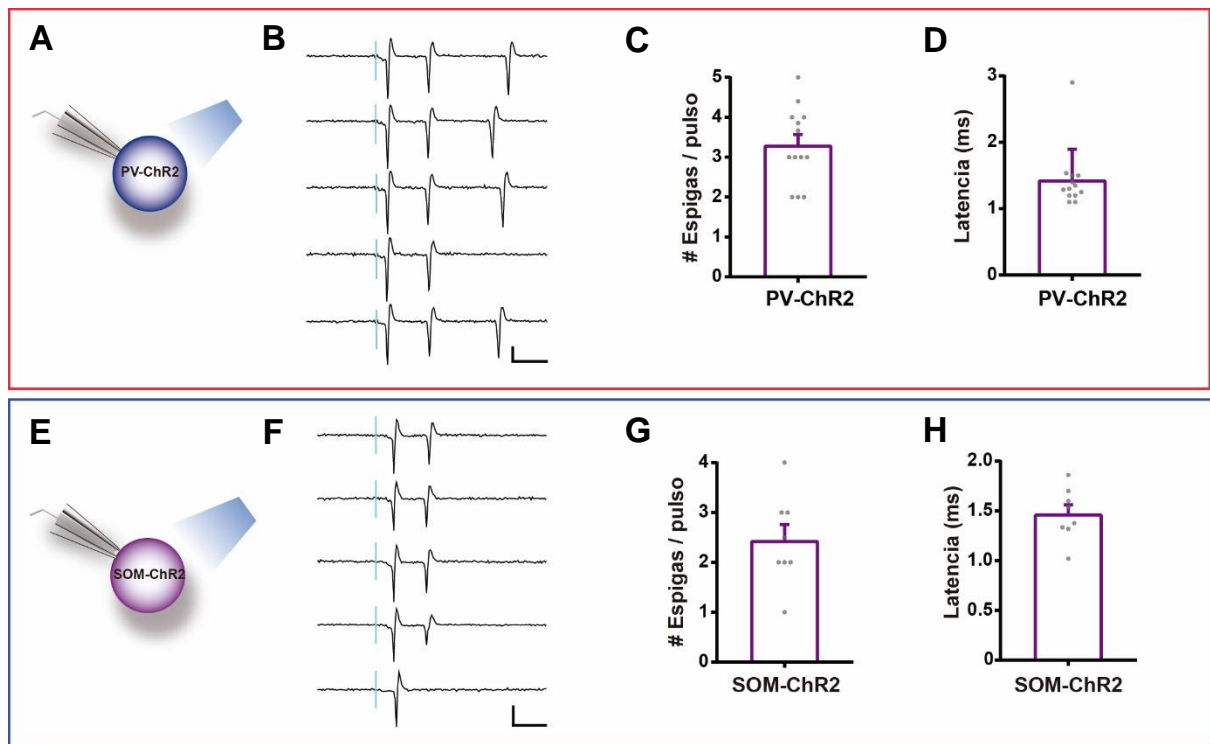 A
B
C
D
PV-ChR2
# Espigas / pulso
5
4
3
2
1
0
PV-ChR2
Latencia (ms)
3
2
1
0
PV-ChR2
E
F
G
H
SOM-ChR2
# Espigas / pulso
4
3
2
1
0
SOM-ChR2
Latencia (ms)
2.0
1.5
1.0
0.5
0
SOM-ChR2